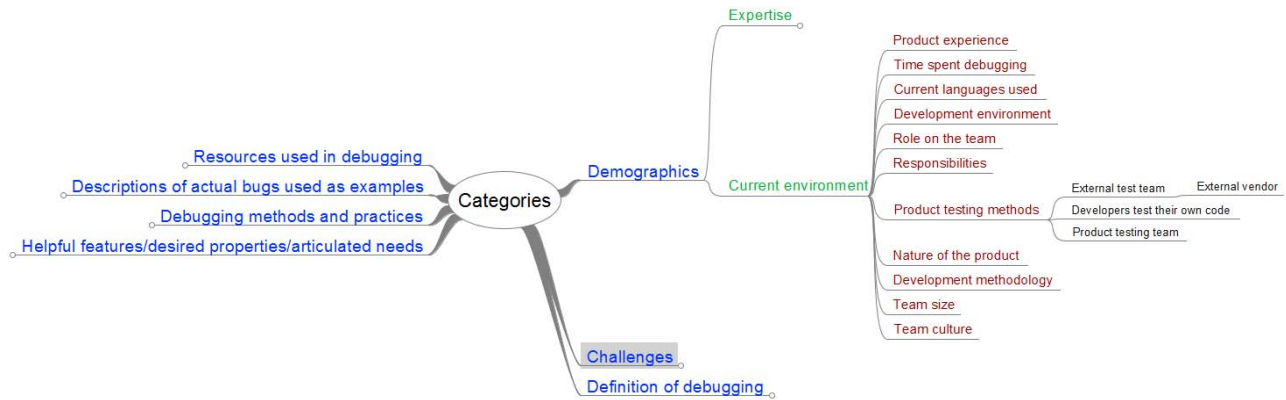 Categories
Resources used in debugging
Descriptions of actual bugs used as examples
Debugging methods and practices
Helpful features/desired properties/articulated needs
Demographics
Expertise
Current environment
Product experience
Time spent debugging
Current languages used
Development environment
Role on the team
Responsibilities
Product testing methods
External test team
External vendor
Developers test their own code
Product testing team
Nature of the product
Development methodology
Team size
Team culture
Challenges
Definition of debugging